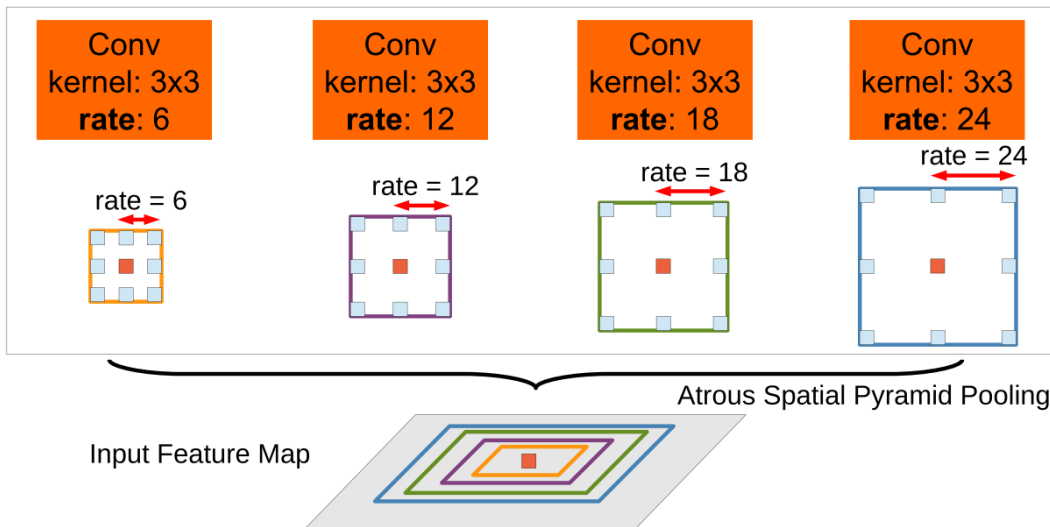 Conv
kernel: 3x3
rate: 6
Conv
kernel: 3x3
rate: 12
Conv
kernel: 3x3
rate: 18
Conv
kernel: 3x3
rate: 24
rate = 6
rate = 12
rate = 18
rate = 24
Atrous Spatial Pyramid Pooling
Input Feature Map